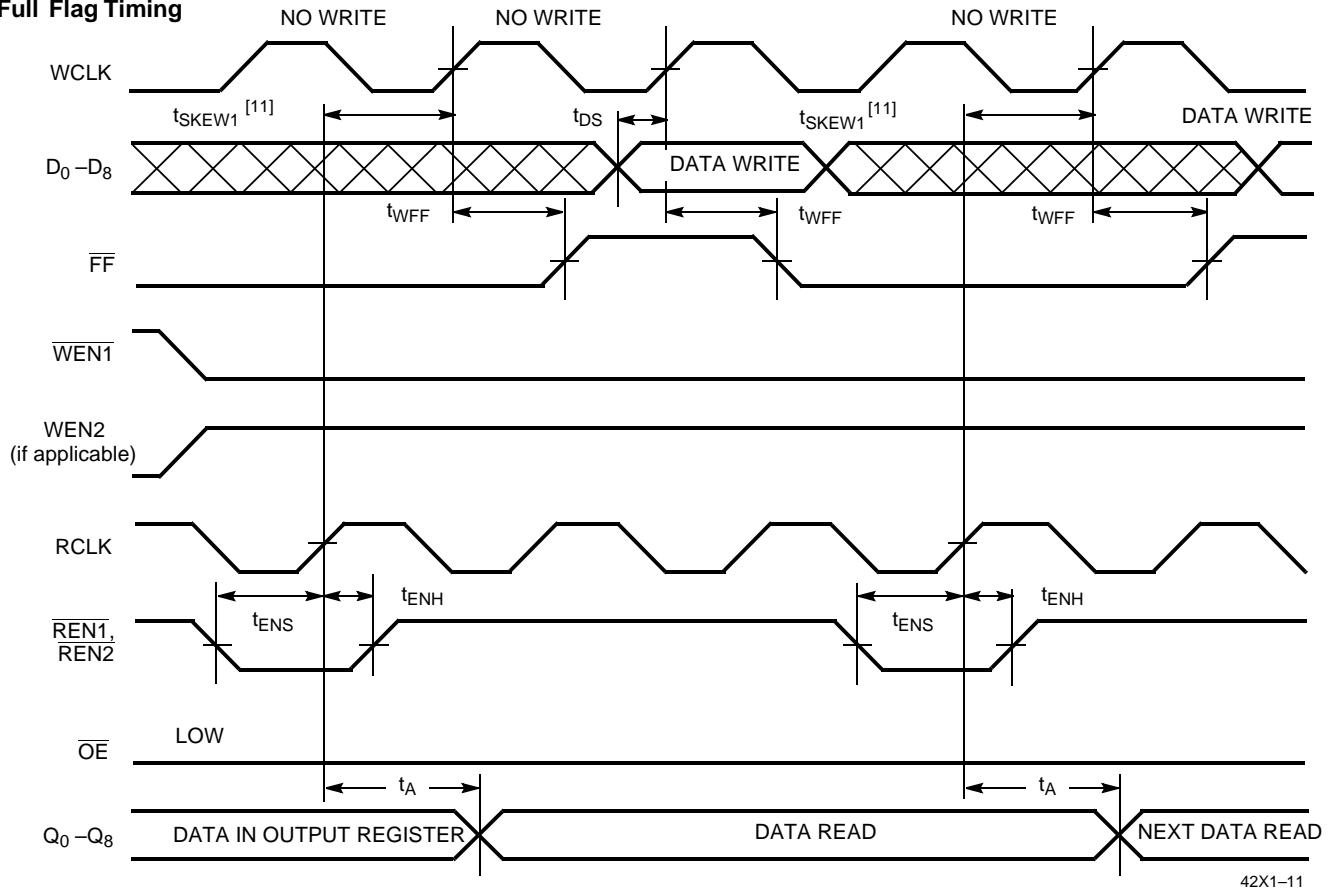 Full Flag Timing
NO WRITE
NO WRITE
NO WRITE
WCLK
tSKEW1 [11]
tDS
tSKEW1 [11]
DATA WRITE
D0 –D8
DATA WRITE
tWFF
tWFF
tWFF
FF
WEN1
WEN2
(if applicable)
RCLK
tENH
tENH
tENS
tENS
REN1,
REN2
LOW
OE
tA
tA
Q0 –Q8
DATA IN OUTPUT REGISTER
DATA READ
NEXT DATA READ
42X1–11